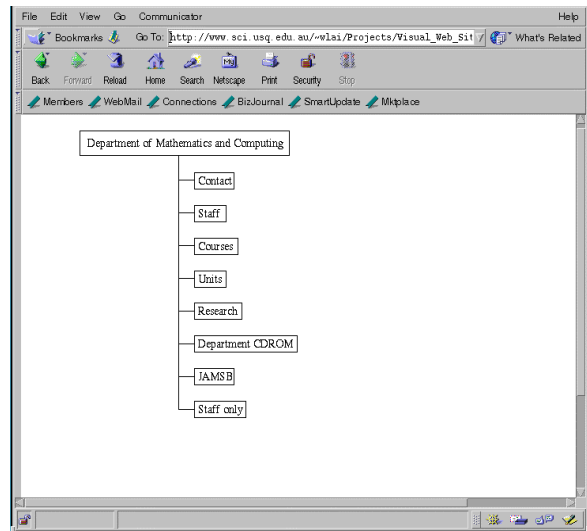 File Edit View Go Communicator Help
Bookmarks Go To: http://www.sci.usq.edu.au/~wlai/Projects/Visual_Web_Sit What's Related
Back Forward Reload Home Search Netscape Print Security Stop
Members WebMail Connections BizJournal SmartUpdate Mktplace
Department of Mathematics and Computing
Contact
Staff
Courses
Units
Research
Department CDROM
JAMSB
Staff only